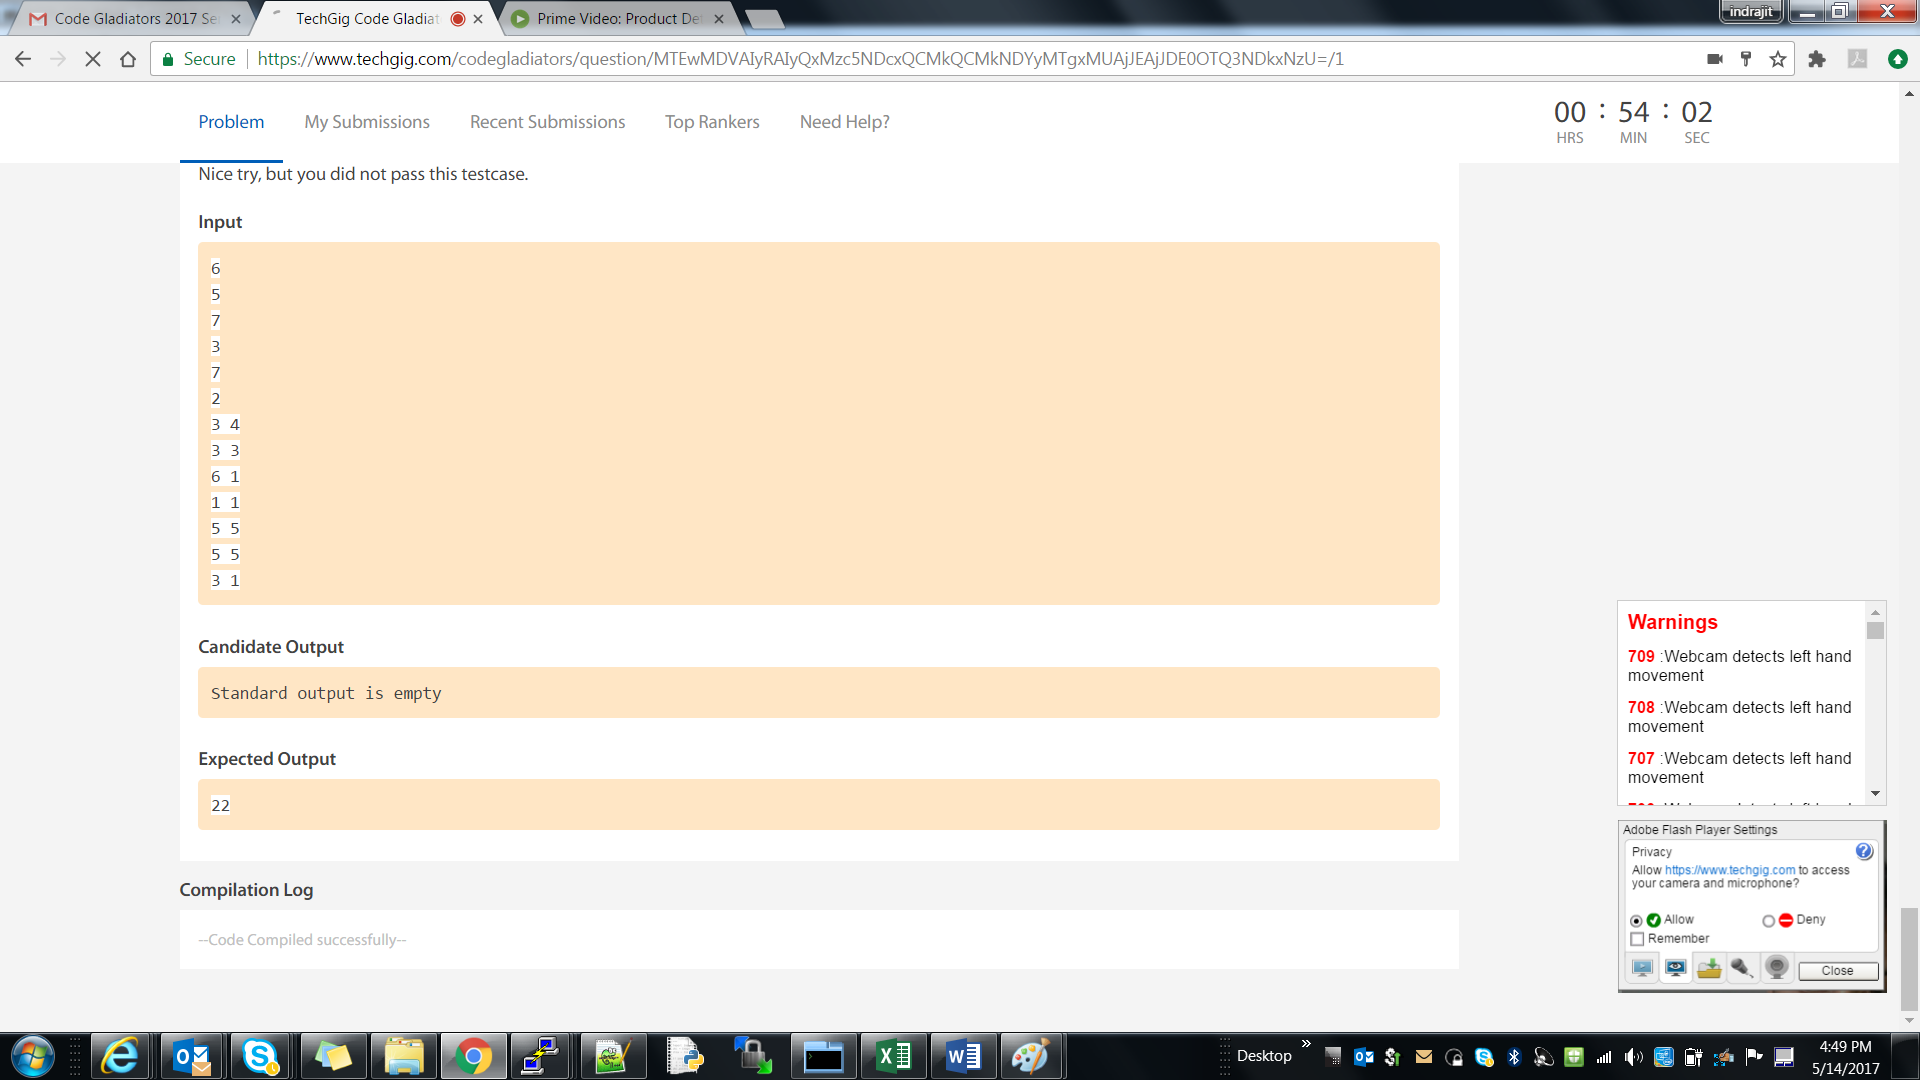 Code Gladiators 2017 Se
TechGig Code Gladiat
Prime Video: Product De
indrajit
Secure
https://www.techgig.com/codegladiators/question/MTEwMDVAIyRAIyQxMzc5NDcxQCMkQCMkNDYyMTgxMUAjJEAjJDE0OTQ3NDkxNzU=/1
Problem
My Submissions
Recent Submissions
Top Rankers
Need Help?
00 : 54 : 02
HRS MIN SEC
Nice try, but you did not pass this testcase.
Input
6
5
7
3
7
2
3 4
3 3
6 1
1 1
5 5
5 5
3 1
Candidate Output
Standard output is empty
Expected Output
22
Compilation Log
--Code Compiled successfully--
Warnings
709 :Webcam detects left hand
movement
708 :Webcam detects left hand
movement
707 :Webcam detects left hand
movement
Adobe Flash Player Settings
Privacy
Allow https://www.techgig.com to access
your camera and microphone?
Allow
Deny
Remember
Close
Desktop
4:49 PM
5/14/2017